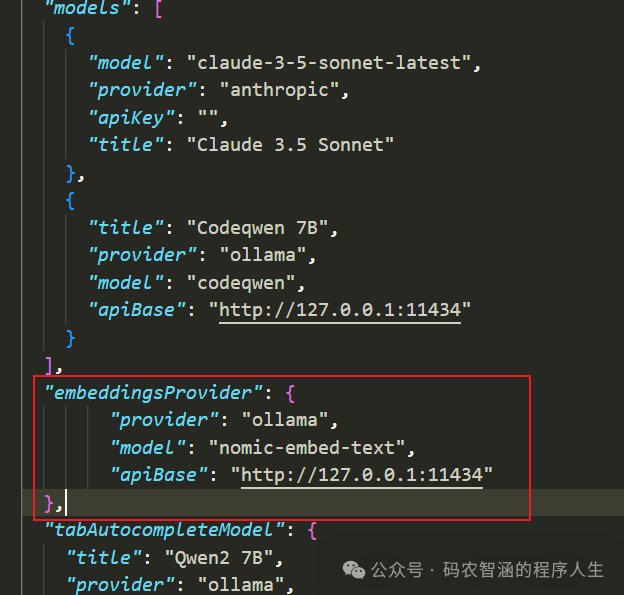 "models": [
{
"model": "claude-3-5-sonnet-latest",
"provider": "anthropic",
"apiKey": "",
"title": "Claude 3.5 Sonnet"
},
{
"title": "Codeqwen 7B",
"provider": "ollama",
"model": "codeqwen",
"apiBase": "http://127.0.0.1:11434"
}
],
"embeddingsProvider": {
"provider": "ollama",
"model": "nomic-embed-text",
"apiBase": "http://127.0.0.1:11434"
},
"tabAutocompleteModel": {
"title": "Qwen2 7B",
"provider": "ollama",
公众号 · 码农智涵的程序人生